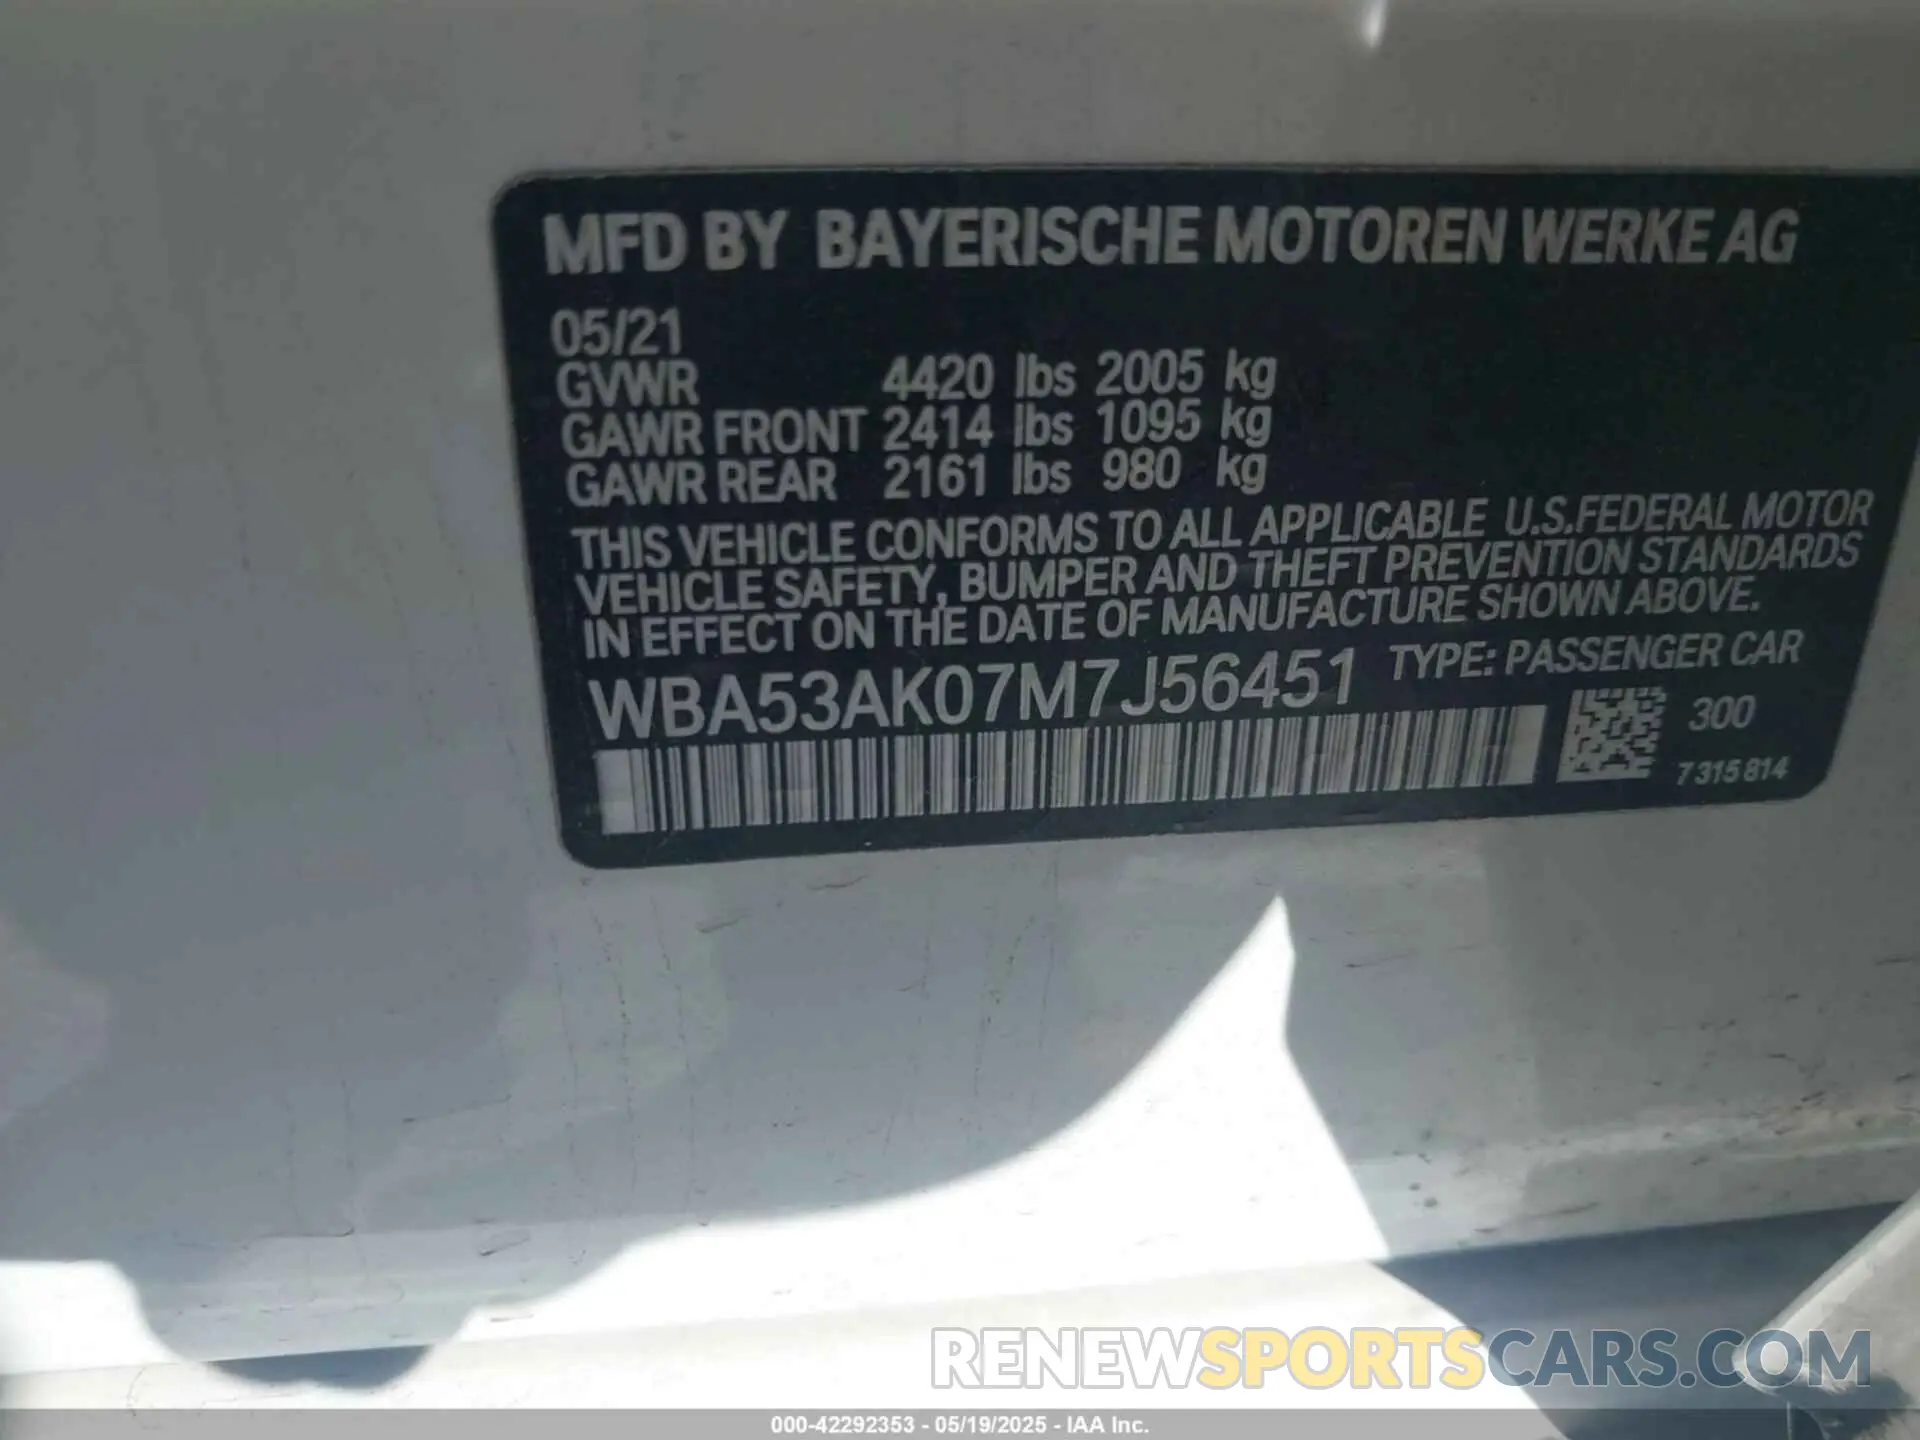 MFD BY BAYERISCHE MOTOREN WERKE AG
05/21
GVWR 4420 lbs 2005 kg
GAWR FRONT 2414 lbs 1095 kg
GAWR REAR 2161 lbs 980 kg
THIS VEHICLE CONFORMS TO ALL APPLICABLE U.S.FEDERAL MOTOR
VEHICLE SAFETY, BUMPER AND THEFT PREVENTION STANDARDS
IN EFFECT ON THE DATE OF MANUFACTURE SHOWN ABOVE.
WBA53AK07M7J56451 TYPE: PASSENGER CAR
300
7315814
RENEWSPORTSCARS.COM
000-42292353 - 05/19/2025 - IAA Inc.